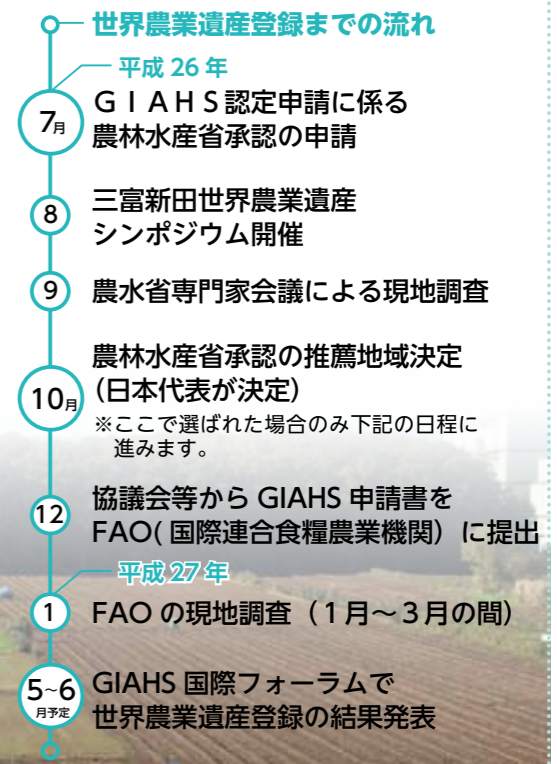 世界農業遺産登録までの流れ
平成 26 年
7月
ＧＩＡＨＳ認定申請に係る
農林水産省承認の申請
8
三富新田世界農業遺産
シンポジウム開催
9
農水省専門家会議による現地調査
10月
農林水産省承認の推薦地域決定
（日本代表が決定）
※ここで選ばれた場合のみ下記の日程に
進みます。
12
協議会等から GIAHS 申請書を
FAO( 国際連合食糧農業機関）に提出
平成 27 年
1
FAO の現地調査（１月～３月の間）
5~6
月予定
GIAHS 国際フォーラムで
世界農業遺産登録の結果発表